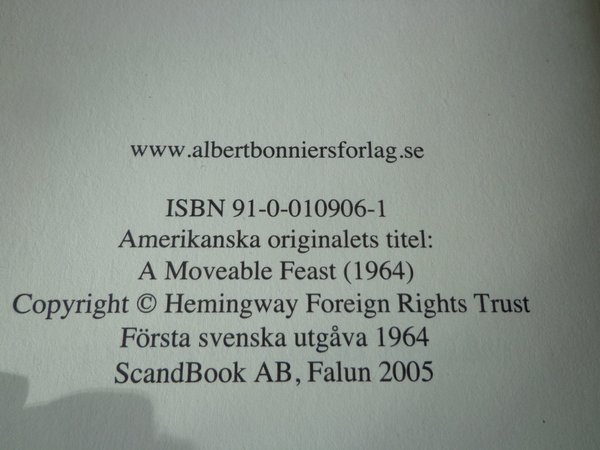 www.albertbonniersforlag.se
ISBN 91-0-010906-1
Amerikanska originalets titel:
A Moveable Feast (1964)
Copyright © Hemingway Foreign Rights Trust
Första svenska utgåva 1964
ScandBook AB, Falun 2005